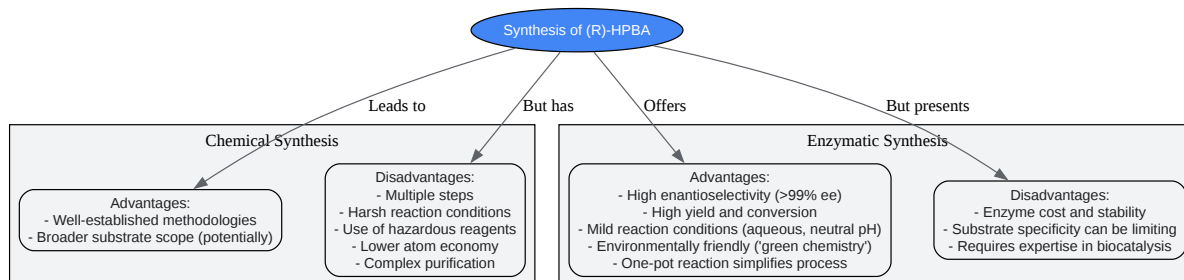 Synthesis of (R)-HPBA
Leads to
But has
Offers
But presents
Chemical Synthesis
Advantages:
- Well-established methodologies
- Broader substrate scope (potentially)
Disadvantages:
- Multiple steps
- Harsh reaction conditions
- Use of hazardous reagents
- Lower atom economy
- Complex purification
Enzymatic Synthesis
Advantages:
- High enantioselectivity (>99% ee)
- High yield and conversion
- Mild reaction conditions (aqueous, neutral pH)
- Environmentally friendly ('green chemistry')
- One-pot reaction simplifies process
Disadvantages:
- Enzyme cost and stability
- Substrate specificity can be limiting
- Requires expertise in biocatalysis